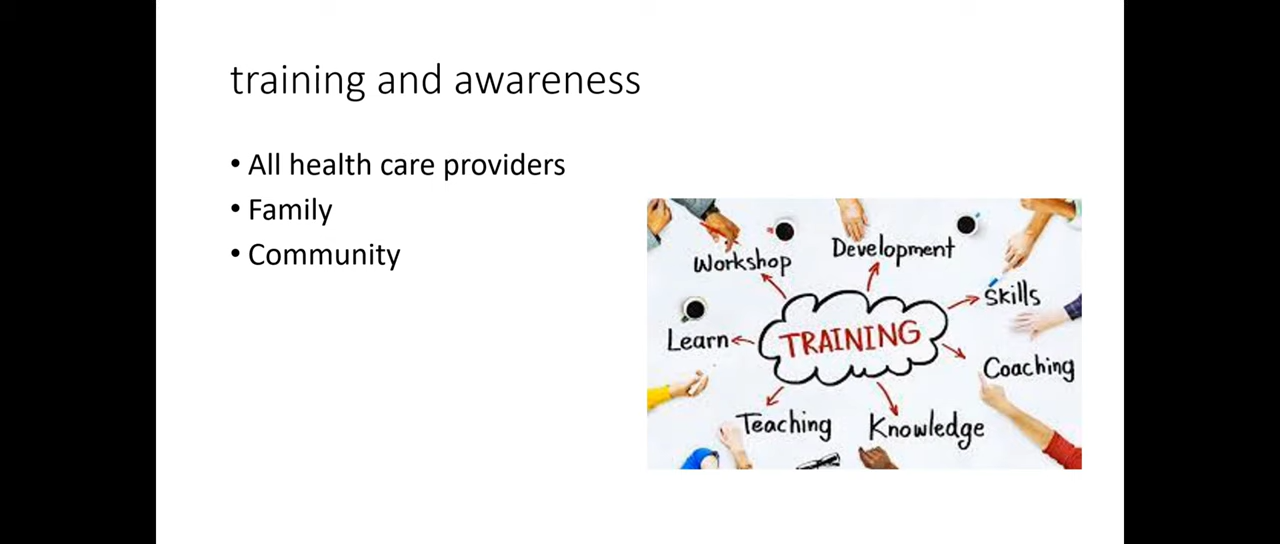 training and awareness
• All health care providers
• Family
• Community
Workshop
Development
Skills
Learn
TRAINING
Coaching
Teaching
Knowledge